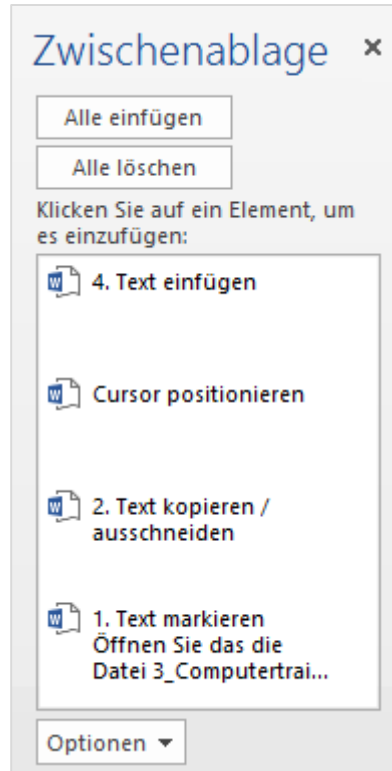 Zwischenablage
Alle einfügen
Alle löschen
Klicken Sie auf ein Element, um
es einzufügen:
4. Text einfügen
Cursor positionieren
2. Text kopieren /
ausschneiden
1. Text markieren
Öffnen Sie das die
Datei 3_Computertrai...
Optionen